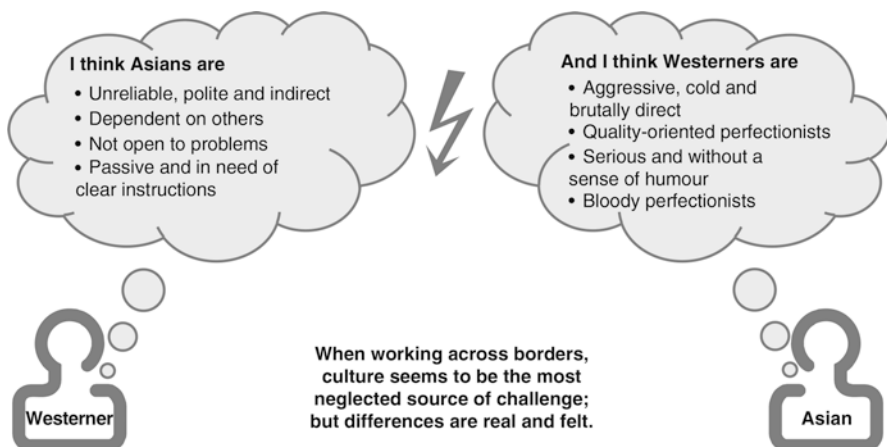 I think Asians are
• Unreliable, polite and indirect
• Dependent on others
• Not open to problems
• Passive and in need of
clear instructions
And I think Westerners are
• Aggressive, cold and
brutally direct
• Quality-oriented perfectionists
• Serious and without a
sense of humour
• Bloody perfectionists
When working across borders,
culture seems to be the most
neglected source of challenge;
but differences are real and felt.
Westerner
Asian